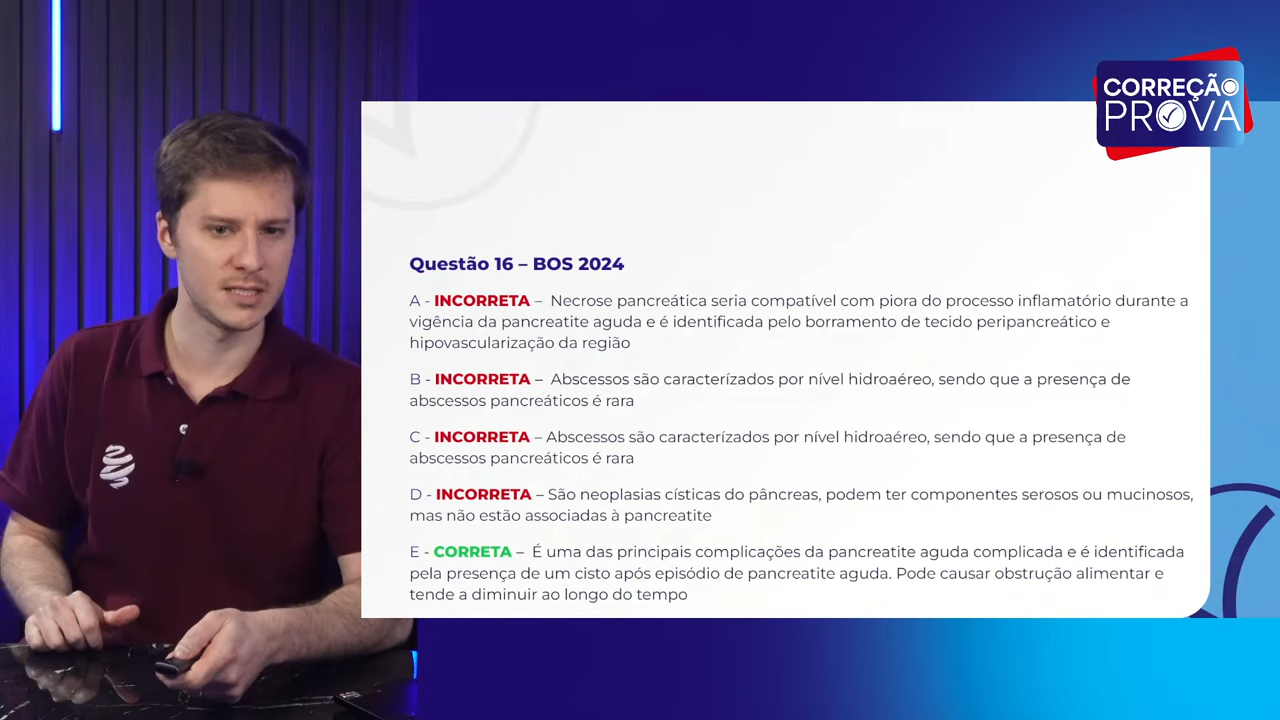 CORREÇÃO
PROVA
Questão 16 – BOS 2024
A - INCORRETA – Necrose pancreática seria compatível com piora do processo inflamatório durante a
vigência da pancreatite aguda e é identificada pelo borramento de tecido peripancreático e
hipovascularização da região
B - INCORRETA – Abscessos são caracterízados por nível hidroaéreo, sendo que a presença de
abscessos pancreáticos é rara
C - INCORRETA – Abscessos são caracterízados por nível hidroaéreo, sendo que a presença de
abscessos pancreáticos é rara
D - INCORRETA – São neoplasias císticas do pâncreas, podem ter componentes serosos ou mucinosos,
mas não estão associadas à pancreatite
E - CORRETA – É uma das principais complicações da pancreatite aguda complicada e é identificada
pela presença de um cisto após episódio de pancreatite aguda. Pode causar obstrução alimentar e
tende a diminuir ao longo do tempo